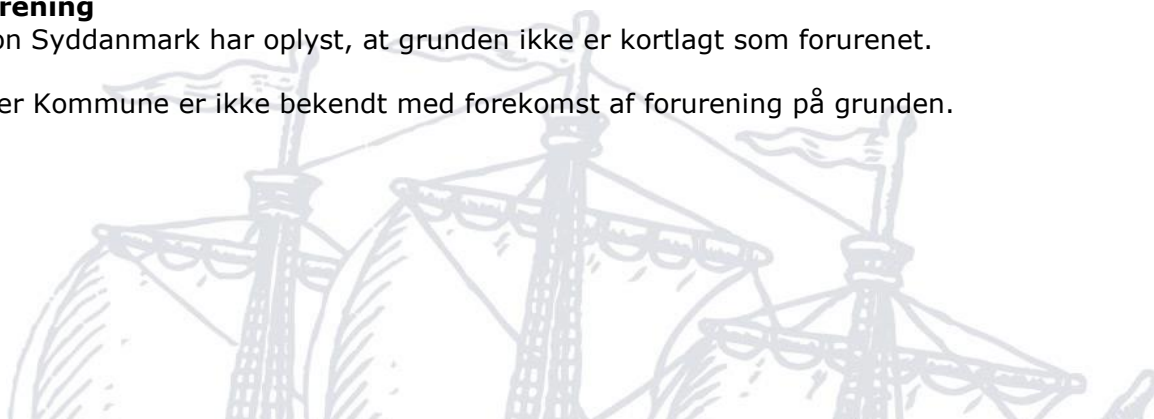 rening
on Syddanmark har oplyst, at grunden ikke er kortlagt som forurenet.
er Kommune er ikke bekendt med forekomst af forurening på grunden.